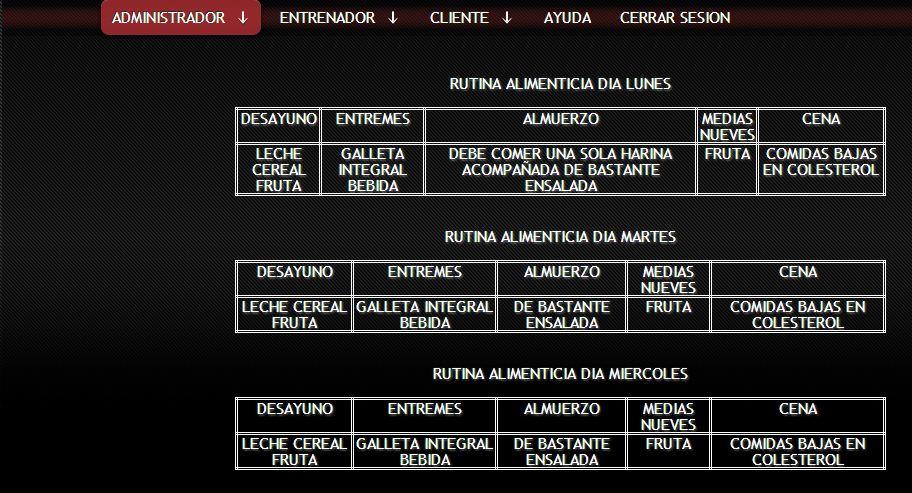 ADMINISTRADOR ↓ ENTRENADOR ↓ CLIENTE ↓ AYUDA CERRAR SESION
RUTINA ALIMENTICIA DIA LUNES
DESAYUNO ENTREMES ALMUERZO MEDIAS NUEVES CENA
LECHE CEREAL FRUTA GALLETA INTEGRAL BEBIDA DEBE COMER UNA SOLA HARINA ACOMPAÑADA DE BASTANTE ENSALADA FRUTA COMIDAS BAJAS EN COLESTEROL
RUTINA ALIMENTICIA DIA MARTES
DESAYUNO ENTREMES ALMUERZO MEDIAS NUEVES CENA
LECHE CEREAL FRUTA GALLETA INTEGRAL BEBIDA DE BASTANTE ENSALADA FRUTA COMIDAS BAJAS EN COLESTEROL
RUTINA ALIMENTICIA DIA MIERCOLES
DESAYUNO ENTREMES ALMUERZO MEDIAS NUEVES CENA
LECHE CEREAL FRUTA GALLETA INTEGRAL BEBIDA DE BASTANTE ENSALADA FRUTA COMIDAS BAJAS EN COLESTEROL